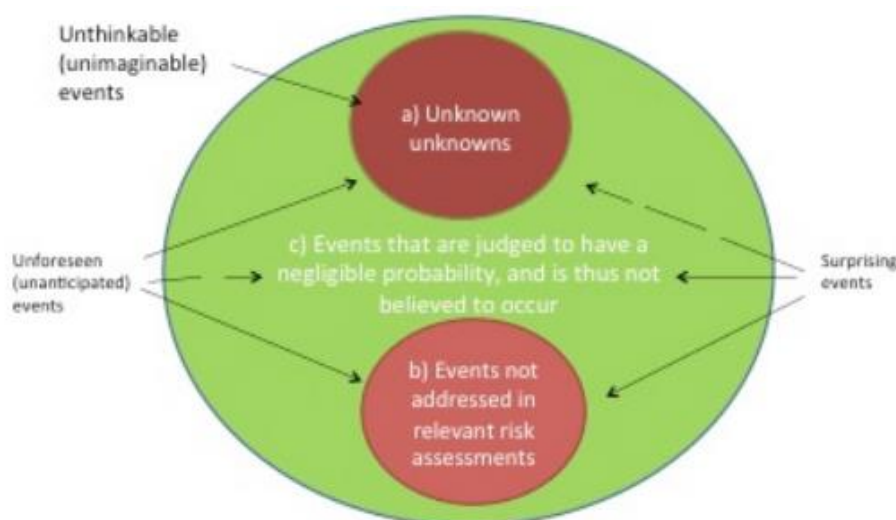 Unthinkable
(unimaginable)
events
a) Unknown
unknowns
c) Events that are judged to have a
negligible probability, and is thus not
believed to occur
Unforeseen
(unanticipated)
events
Surprising
events
b) Events not
addressed in
relevant risk
assessments